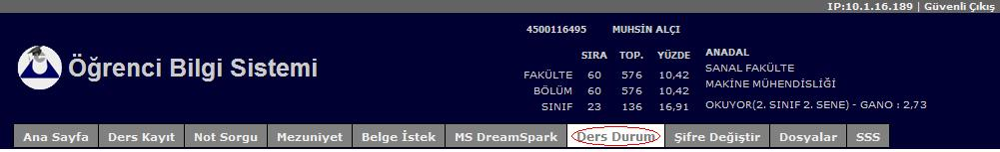 IP:10.1.16.189 | Güvenli Çıkış
4500116495 MUHSİN ALÇI
Öğrenci Bilgi Sistemi
SIRA TOP. YÜZDE
FAKÜLTE 60 576 10,42
BÖLÜM 60 576 10,42
SINIF 23 136 16,91
ANADAL
SANAL FAKÜLTE
MAKİNE MÜHENDİSLİĞİ
OKUYOR(2. SINIF 2. SENE) - GANO : 2,73
Ana Sayfa Ders Kayıt Not Sorgu Mezuniyet Belge İstek MS DreamSpark Ders Durum Şifre Değiştir Dosyalar SSS